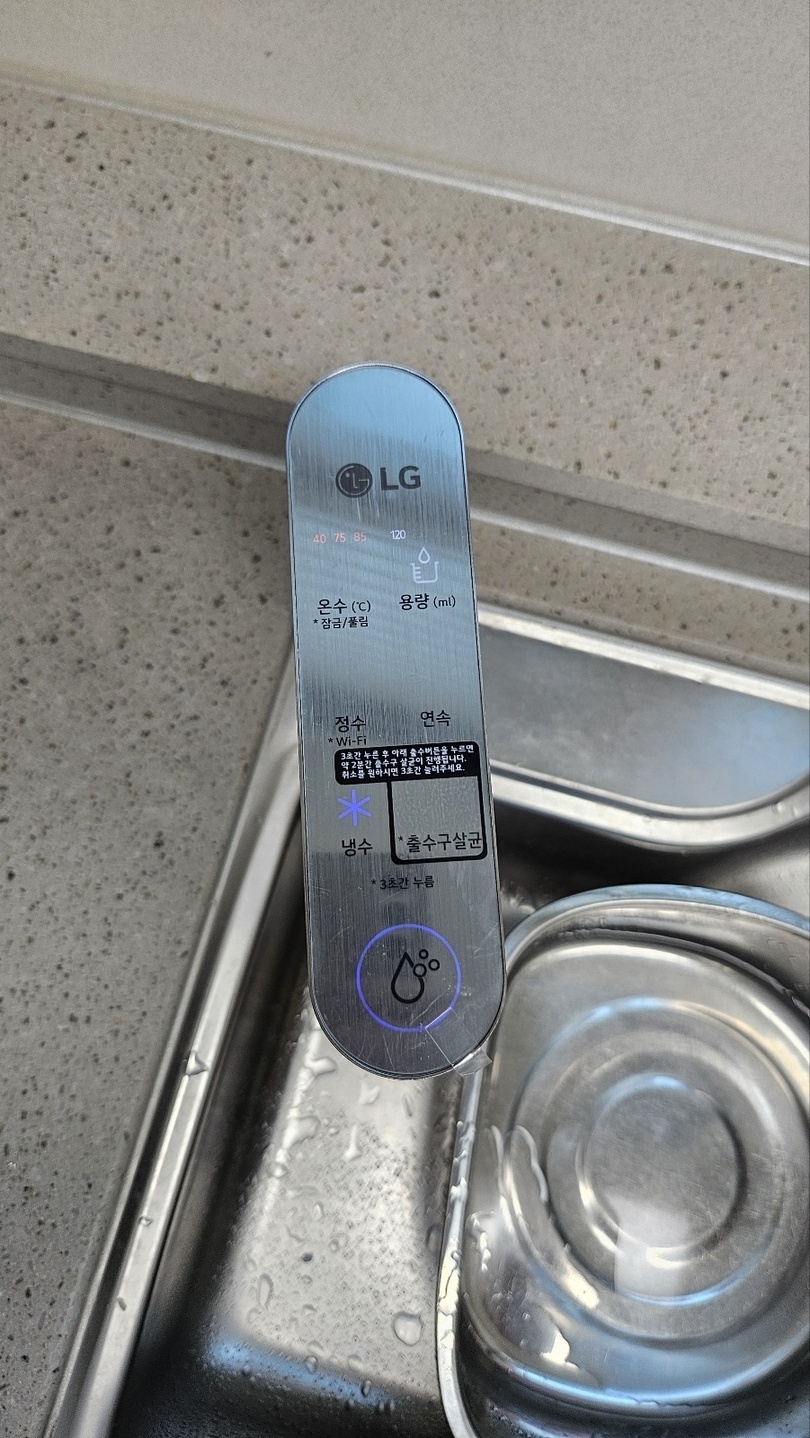 LG
40 75 85 120
온수 (℃) 용량 (ml)
* 잠금/풀림
정수 연속
* Wi-Fi
3초간 누른 후 아래 출수버튼을 누르면
약 2분간 출수구 살균이 진행됩니다.
취소를 원하시면 3초간 눌러주세요.
냉수 * 출수구살균
* 3초간 누름